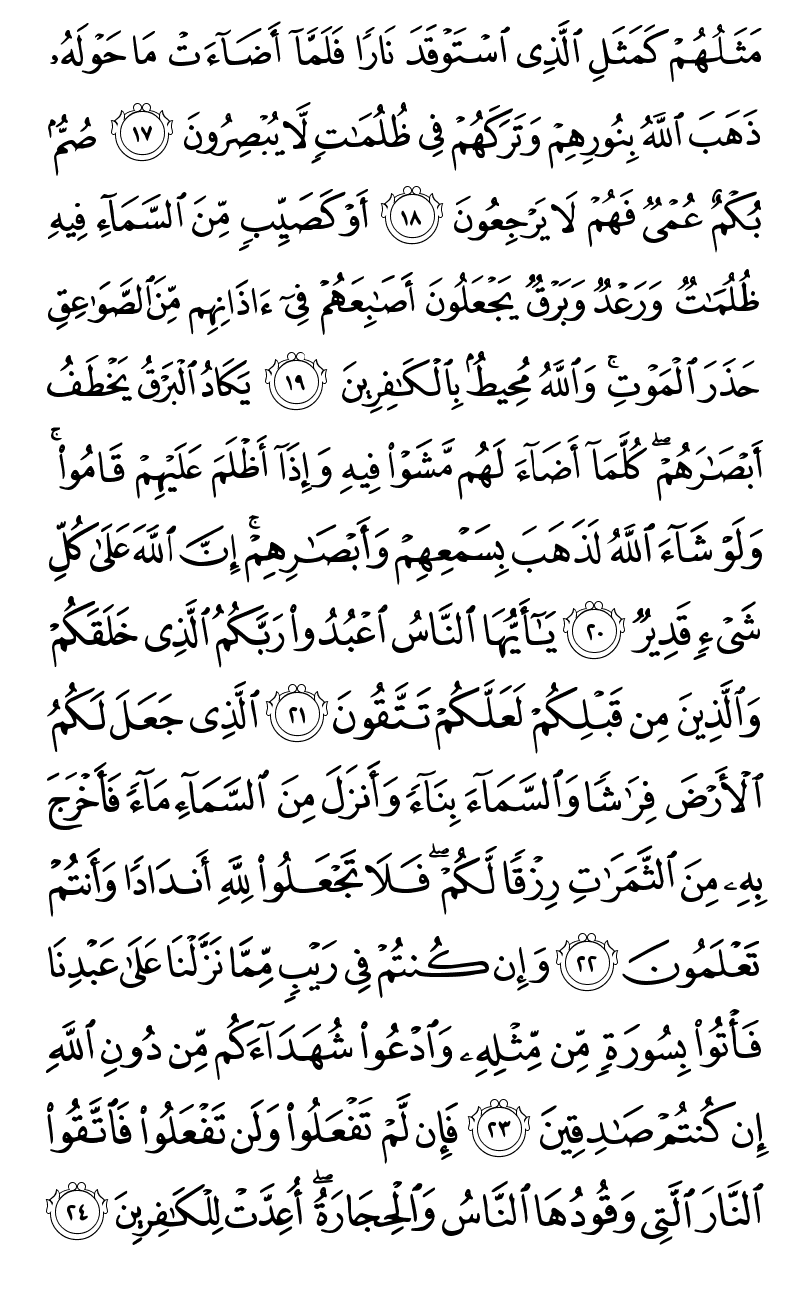 مَثَلُهُمْ كَمَثَلِ ٱلَّذِى ٱسْتَوْقَدَ نَارًا فَلَمَّآ أَضَآءَتْ مَا حَوْلَهُۥ
ذَهَبَ ٱللَّهُ بِنُورِهِمْ وَتَرَكَهُمْ فِى ظُلُمَٰتٍ لَّا يُبْصِرُونَ ١٧ صُمٌّۢ
بُكْمٌ عُمْىٌ فَهُمْ لَا يَرْجِعُونَ ١٨ أَوْ كَصَيِّبٍ مِّنَ ٱلسَّمَآءِ فِيهِ
ظُلُمَٰتٌ وَرَعْدٌ وَبَرْقٌ يَجْعَلُونَ أَصَٰبِعَهُمْ فِىٓ ءَاذَانِهِم مِّنَ ٱلصَّوَٰعِقِ
حَذَرَ ٱلْمَوْتِ ۚ وَٱللَّهُ مُحِيطٌۢ بِٱلْكَٰفِرِينَ ١٩ يَكَادُ ٱلْبَرْقُ يَخْطَفُ
أَبْصَٰرَهُمْ ۖ كُلَّمَآ أَضَآءَ لَهُم مَّشَوْا۟ فِيهِ وَإِذَآ أَظْلَمَ عَلَيْهِمْ قَامُوا۟ ۚ
وَلَوْ شَآءَ ٱللَّهُ لَذَهَبَ بِسَمْعِهِمْ وَأَبْصَٰرِهِمْ ۚ إِنَّ ٱللَّهَ عَلَىٰ كُلِّ
شَىْءٍ قَدِيرٌ ٢٠ يَٰٓأَيُّهَا ٱلنَّاسُ ٱعْبُدُوا۟ رَبَّكُمُ ٱلَّذِى خَلَقَكُمْ
وَٱلَّذِينَ مِن قَبْلِكُمْ لَعَلَّكُمْ تَتَّقُونَ ٢١ ٱلَّذِى جَعَلَ لَكُمُ
ٱلْأَرْضَ فِرَٰشًا وَٱلسَّمَآءَ بِنَآءً وَأَنزَلَ مِنَ ٱلسَّمَآءِ مَآءً فَأَخْرَجَ
بِهِۦ مِنَ ٱلثَّمَرَٰتِ رِزْقًا لَّكُمْ ۖ فَلَا تَجْعَلُوا۟ لِلَّهِ أَندَادًا وَأَنتُمْ
تَعْلَمُونَ ٢٢ وَإِن كُنتُمْ فِى رَيْبٍ مِّمَّا نَزَّلْنَا عَلَىٰ عَبْدِنَا
فَأْتُوا۟ بِسُورَةٍ مِّن مِّثْلِهِۦ وَٱدْعُوا۟ شُهَدَآءَكُم مِّن دُونِ ٱللَّهِ
إِن كُنتُمْ صَٰدِقِينَ ٢٣ فَإِن لَّمْ تَفْعَلُوا۟ وَلَن تَفْعَلُوا۟ فَٱتَّقُوا۟
ٱلنَّارَ ٱلَّتِى وَقُودُهَا ٱلنَّاسُ وَٱلْحِجَارَةُ ۖ أُعِدَّتْ لِلْكَٰفِرِينَ ٢٤